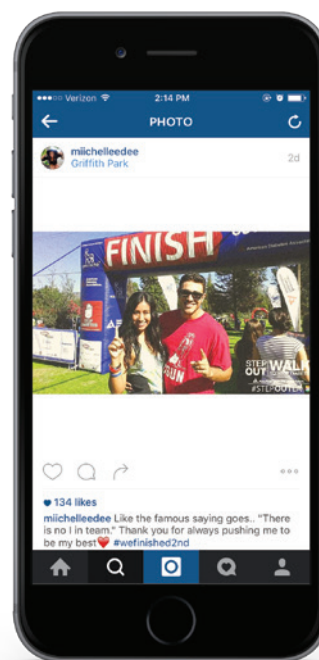 Verizon 2:14 PM
PHOTO
miichelleedee 2d
Griffith Park
FINISH
STEP OUT WALK
#STEPOUT
134 likes
miichelleedee Like the famous saying goes.. "There
is no I in team." Thank you for always pushing me to
be my best❤️ #wefinished2nd